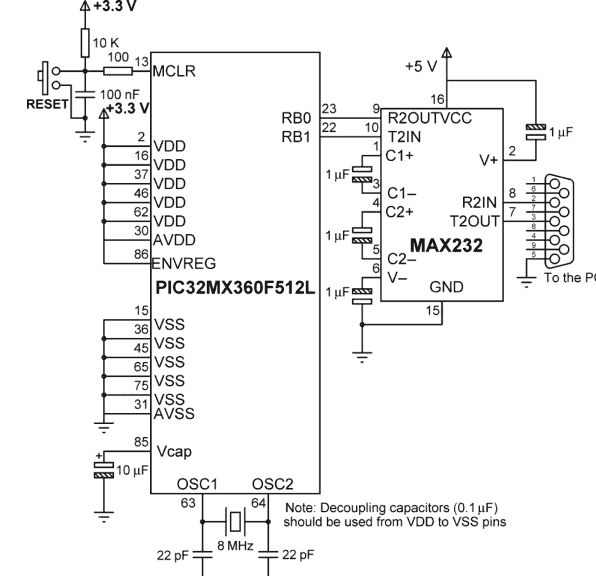 +3.3 V
10 K
100
13
MCLR
RESET
100 nF
+3.3 V
2
VDD
16
VDD
37
VDD
46
VDD
62
VDD
30
AVDD
86
ENVREG
PIC32MX360F512L
15
VSS
36
VSS
45
VSS
65
VSS
75
VSS
31
AVSS
85
Vcap
+
10 µF
OSC1
OSC2
63
64
8 MHz
22 pF
22 pF
RB0
23
RB1
22
+5 V
16
9
R2OUT
VCC
10
T2IN
1
C1+
1 µF
3
C1−
4
C2+
1 µF
5
C2−
6
V−
1 µF
MAX232
GND
15
1 µF
V+
2
R2IN
8
T2OUT
7
1
6
2
7
3
8
4
9
5
To the PC
Note: Decoupling capacitors (0.1 µF)
should be used from VDD to VSS pins